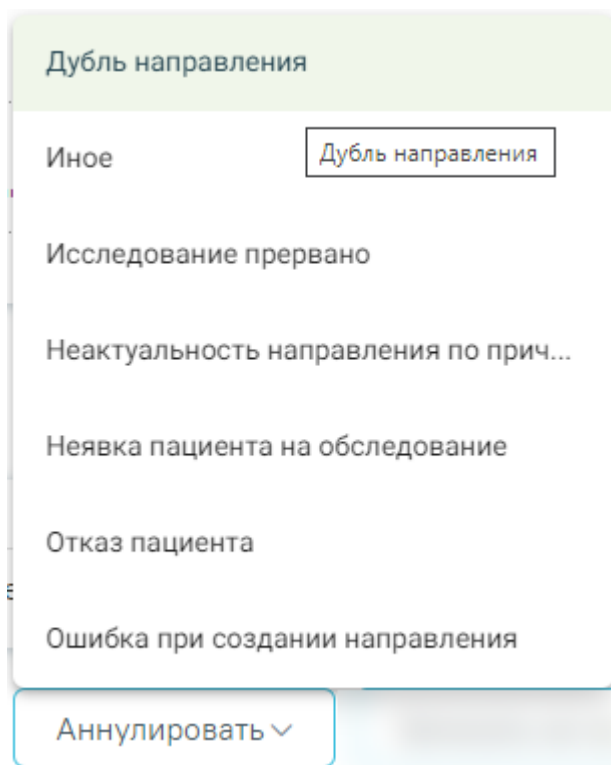 Дубль направления
Иное
Дубль направления
Исследование прервано
Неактуальность направления по прич...
Неявка пациента на обследование
Отказ пациента
Ошибка при создании направления
Аннулировать